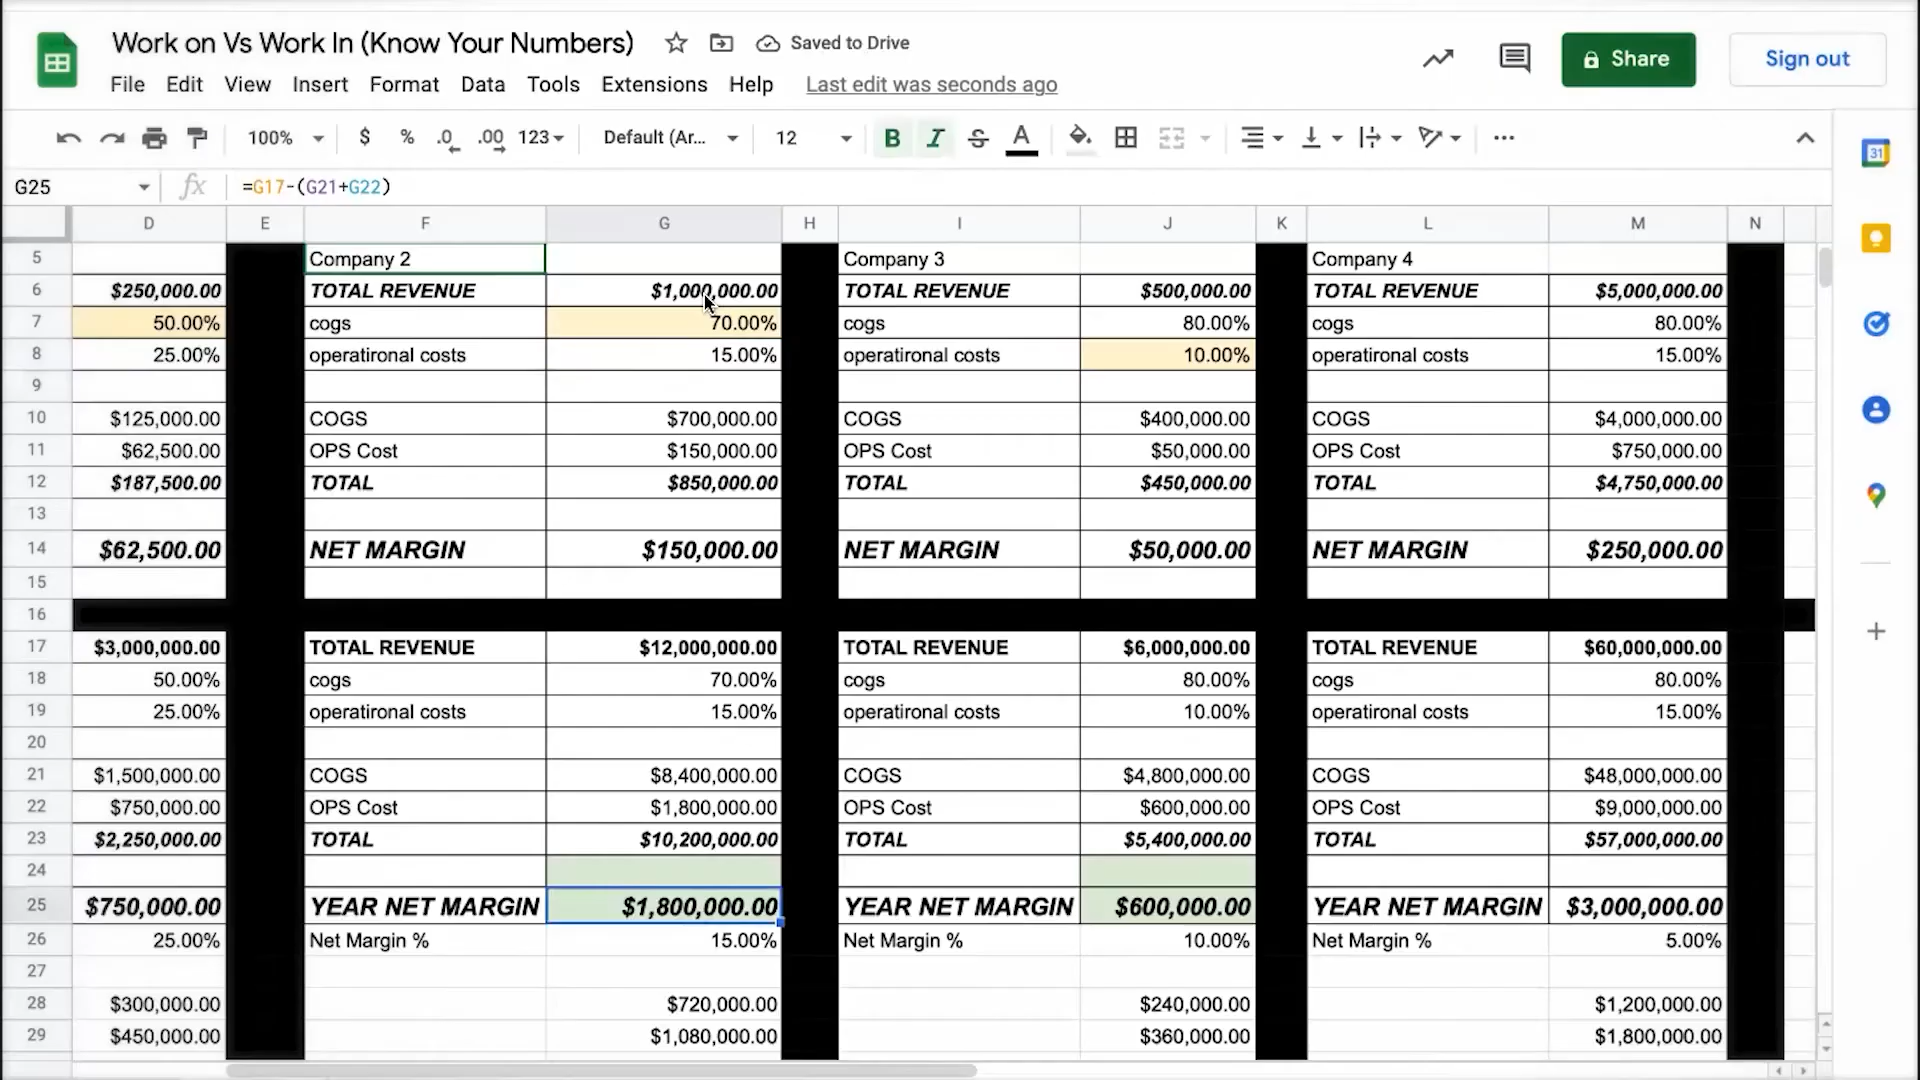 Work on Vs Work In (Know Your Numbers) Saved to Drive
Share Sign out
File Edit View Insert Format Data Tools Extensions Help Last edit was seconds ago
100% $ % .0 .00 123 Default (Ar... 12 B I S A ...
G25 fx =G17-(G21+G22)
D E F G H I J K L M N
5 Company 2 Company 3 Company 4
6 $250,000.00 TOTAL REVENUE $1,000,000.00 TOTAL REVENUE $500,000.00 TOTAL REVENUE $5,000,000.00
7 50.00% cogs 70.00% cogs 80.00% cogs 80.00%
8 25.00% operatironal costs 15.00% operatironal costs 10.00% operatironal costs 15.00%
9
10 $125,000.00 COGS $700,000.00 COGS $400,000.00 COGS $4,000,000.00
11 $62,500.00 OPS Cost $150,000.00 OPS Cost $50,000.00 OPS Cost $750,000.00
12 $187,500.00 TOTAL $850,000.00 TOTAL $450,000.00 TOTAL $4,750,000.00
13
14 $62,500.00 NET MARGIN $150,000.00 NET MARGIN $50,000.00 NET MARGIN $250,000.00
15
16
17 $3,000,000.00 TOTAL REVENUE $12,000,000.00 TOTAL REVENUE $6,000,000.00 TOTAL REVENUE $60,000,000.00
18 50.00% cogs 70.00% cogs 80.00% cogs 80.00%
19 25.00% operatironal costs 15.00% operatironal costs 10.00% operatironal costs 15.00%
20
21 $1,500,000.00 COGS $8,400,000.00 COGS $4,800,000.00 COGS $48,000,000.00
22 $750,000.00 OPS Cost $1,800,000.00 OPS Cost $600,000.00 OPS Cost $9,000,000.00
23 $2,250,000.00 TOTAL $10,200,000.00 TOTAL $5,400,000.00 TOTAL $57,000,000.00
24
25 $750,000.00 YEAR NET MARGIN $1,800,000.00 YEAR NET MARGIN $600,000.00 YEAR NET MARGIN $3,000,000.00
26 25.00% Net Margin % 15.00% Net Margin % 10.00% Net Margin % 5.00%
27
28 $300,000.00 $720,000.00 $240,000.00 $1,200,000.00
29 $450,000.00 $1,080,000.00 $360,000.00 $1,800,000.00
31